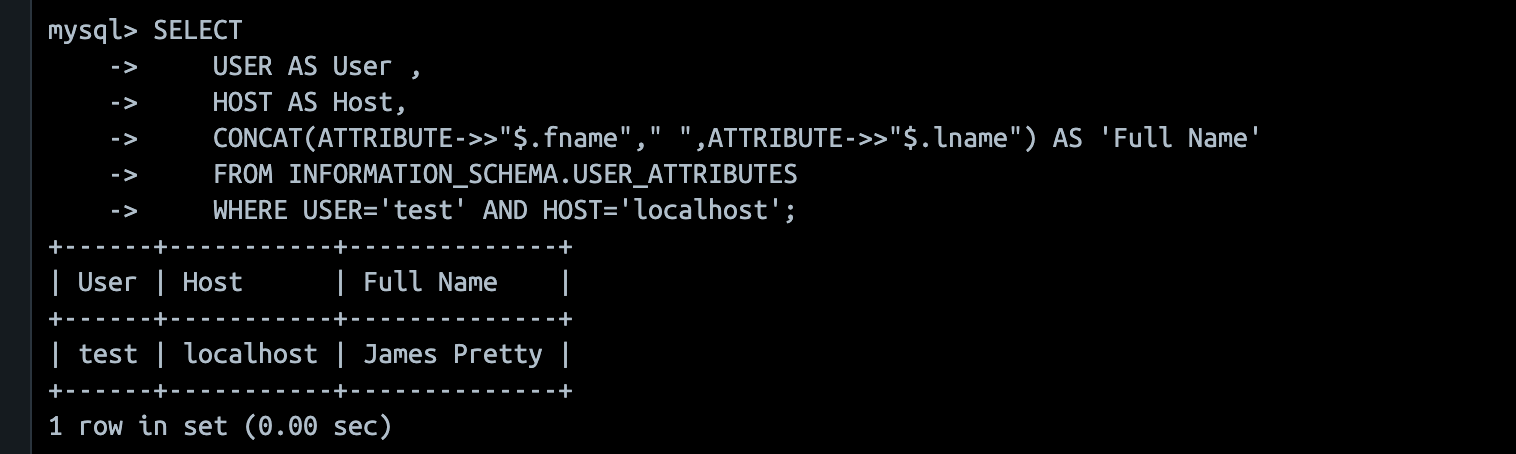 mysql> SELECT
    ->     USER AS User ,
    ->     HOST AS Host,
    ->     CONCAT(ATTRIBUTE->>"$.fname"," ",ATTRIBUTE->>"$.lname") AS 'Full Name'
    ->     FROM INFORMATION_SCHEMA.USER_ATTRIBUTES
    ->     WHERE USER='test' AND HOST='localhost';
+------+-----------+--------------+
| User | Host      | Full Name    |
+------+-----------+--------------+
| test | localhost | James Pretty |
+------+-----------+--------------+
1 row in set (0.00 sec)